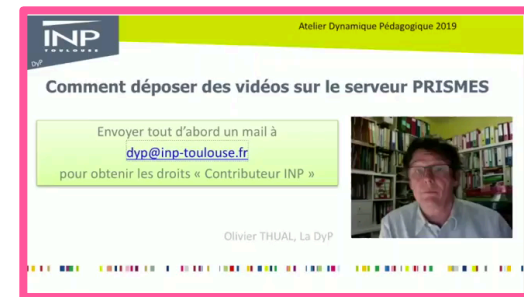 Atelier Dynamique Pédagogique 2019
INP
TOULOUSE
DyP
Comment déposer des vidéos sur le serveur PRISMES
Envoyer tout d’abord un mail à
dyp@inp-toulouse.fr
pour obtenir les droits « Contributeur INP »
Olivier THUAL, La DyP